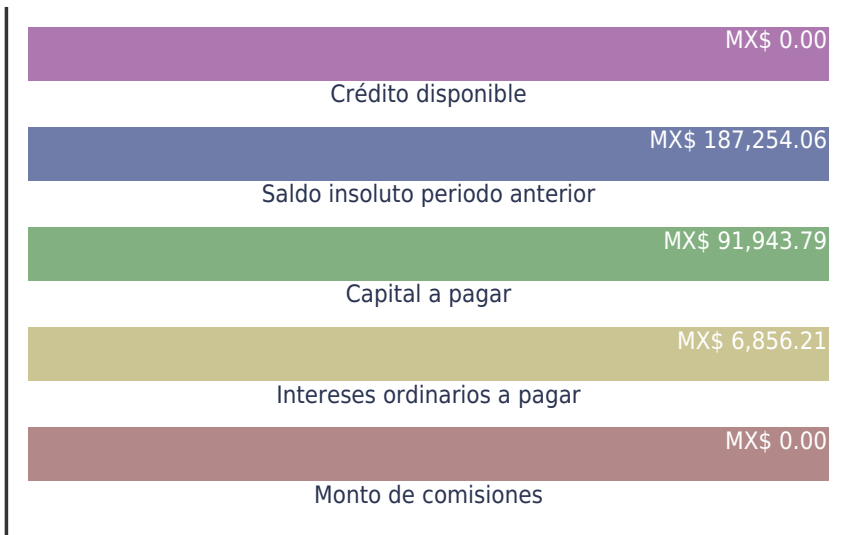 MX$ 0.00
Crédito disponible
MX$ 187,254.06
Saldo insoluto periodo anterior
MX$ 91,943.79
Capital a pagar
MX$ 6,856.21
Intereses ordinarios a pagar
MX$ 0.00
Monto de comisiones